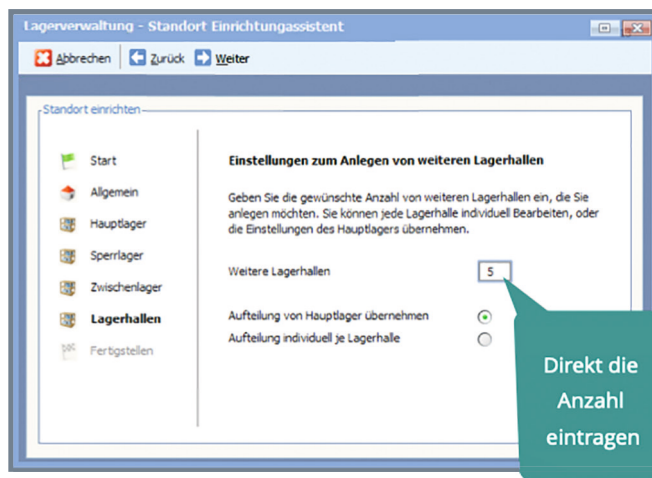 Lagerverwaltung - Standort Einrichtungassistent
Abbrechen Zurück Weiter
Standort einrichten
Start
Allgemein
Hauptlager
Sperrlager
Zwischenlager
Lagerhallen
Fertigstellen
Einstellungen zum Anlegen von weiteren Lagerhallen
Geben Sie die gewünschte Anzahl von weiteren Lagerhallen ein, die Sie
anlegen möchten. Sie können jede Lagerhalle individuell Bearbeiten, oder
die Einstellungen des Hauptlagers übernehmen.
Weitere Lagerhallen 5
Aufteilung von Hauptlager übernehmen
Aufteilung individuell je Lagerhalle
Direkt die
Anzahl
eintragen